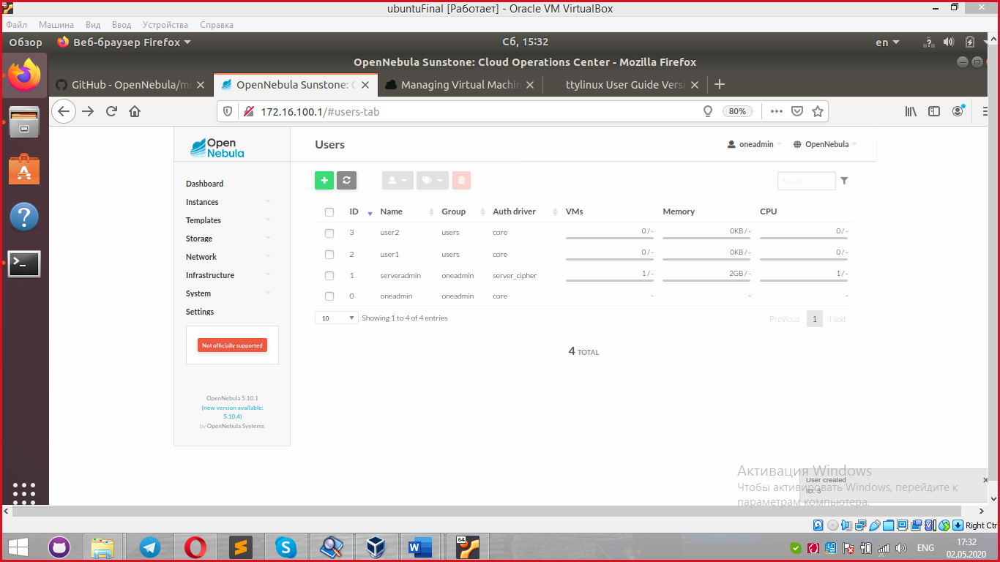 ubuntuFinal [Работает] - Oracle VM VirtualBox
Файл Машина Вид Ввод Устройства Справка
Обзор Веб-браузер Firefox Сб, 15:32 en
OpenNebula Sunstone: Cloud Operations Center - Mozilla Firefox
GitHub - OpenNebula/mi OpenNebula Sunstone: C Managing Virtual Machin ttylinux User Guide Versi
172.16.100.1/#users-tab 80%
Open Nebula
Users oneadmin OpenNebula
Dashboard
Instances
Templates
Storage
Network
Infrastructure
System
Settings
Not officially supported
OpenNebula 5.10.1
(new version available:
5.10.4)
by OpenNebula Systems.
Search
ID Name Group Auth driver VMs Memory CPU
3 user2 users core 0 / - 0KB / - 0 / -
2 user1 users core 0 / - 0KB / - 0 / -
1 serveradmin oneadmin server_cipher 1 / - 2GB / - 1 / -
0 oneadmin oneadmin core - - -
10 Showing 1 to 4 of 4 entries Previous 1 Next
4 TOTAL
User created
ID: 3
Активация Windows
Чтобы активировать Windows, перейдите к
параметрам компьютера.
Right Ctrl
64
ENG 17:32
02.05.2020